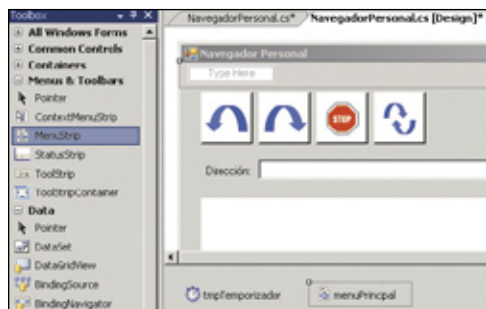 Toolbox
All Windows Forms
Common Controls
Containers
Menus & Toolbars
Pointer
ContextMenuStrip
MenuStrip
StatusStrip
ToolStrip
ToolStripContainer
Data
Pointer
DataSet
DataGridView
BindingSource
BindingNavigator
NavegadorPersonal.cs* NavegadorPersonal.cs [Design]*
Navegador Personal
Type Here
STOP
Dirección:
tmpTemporizador menuPrincipal